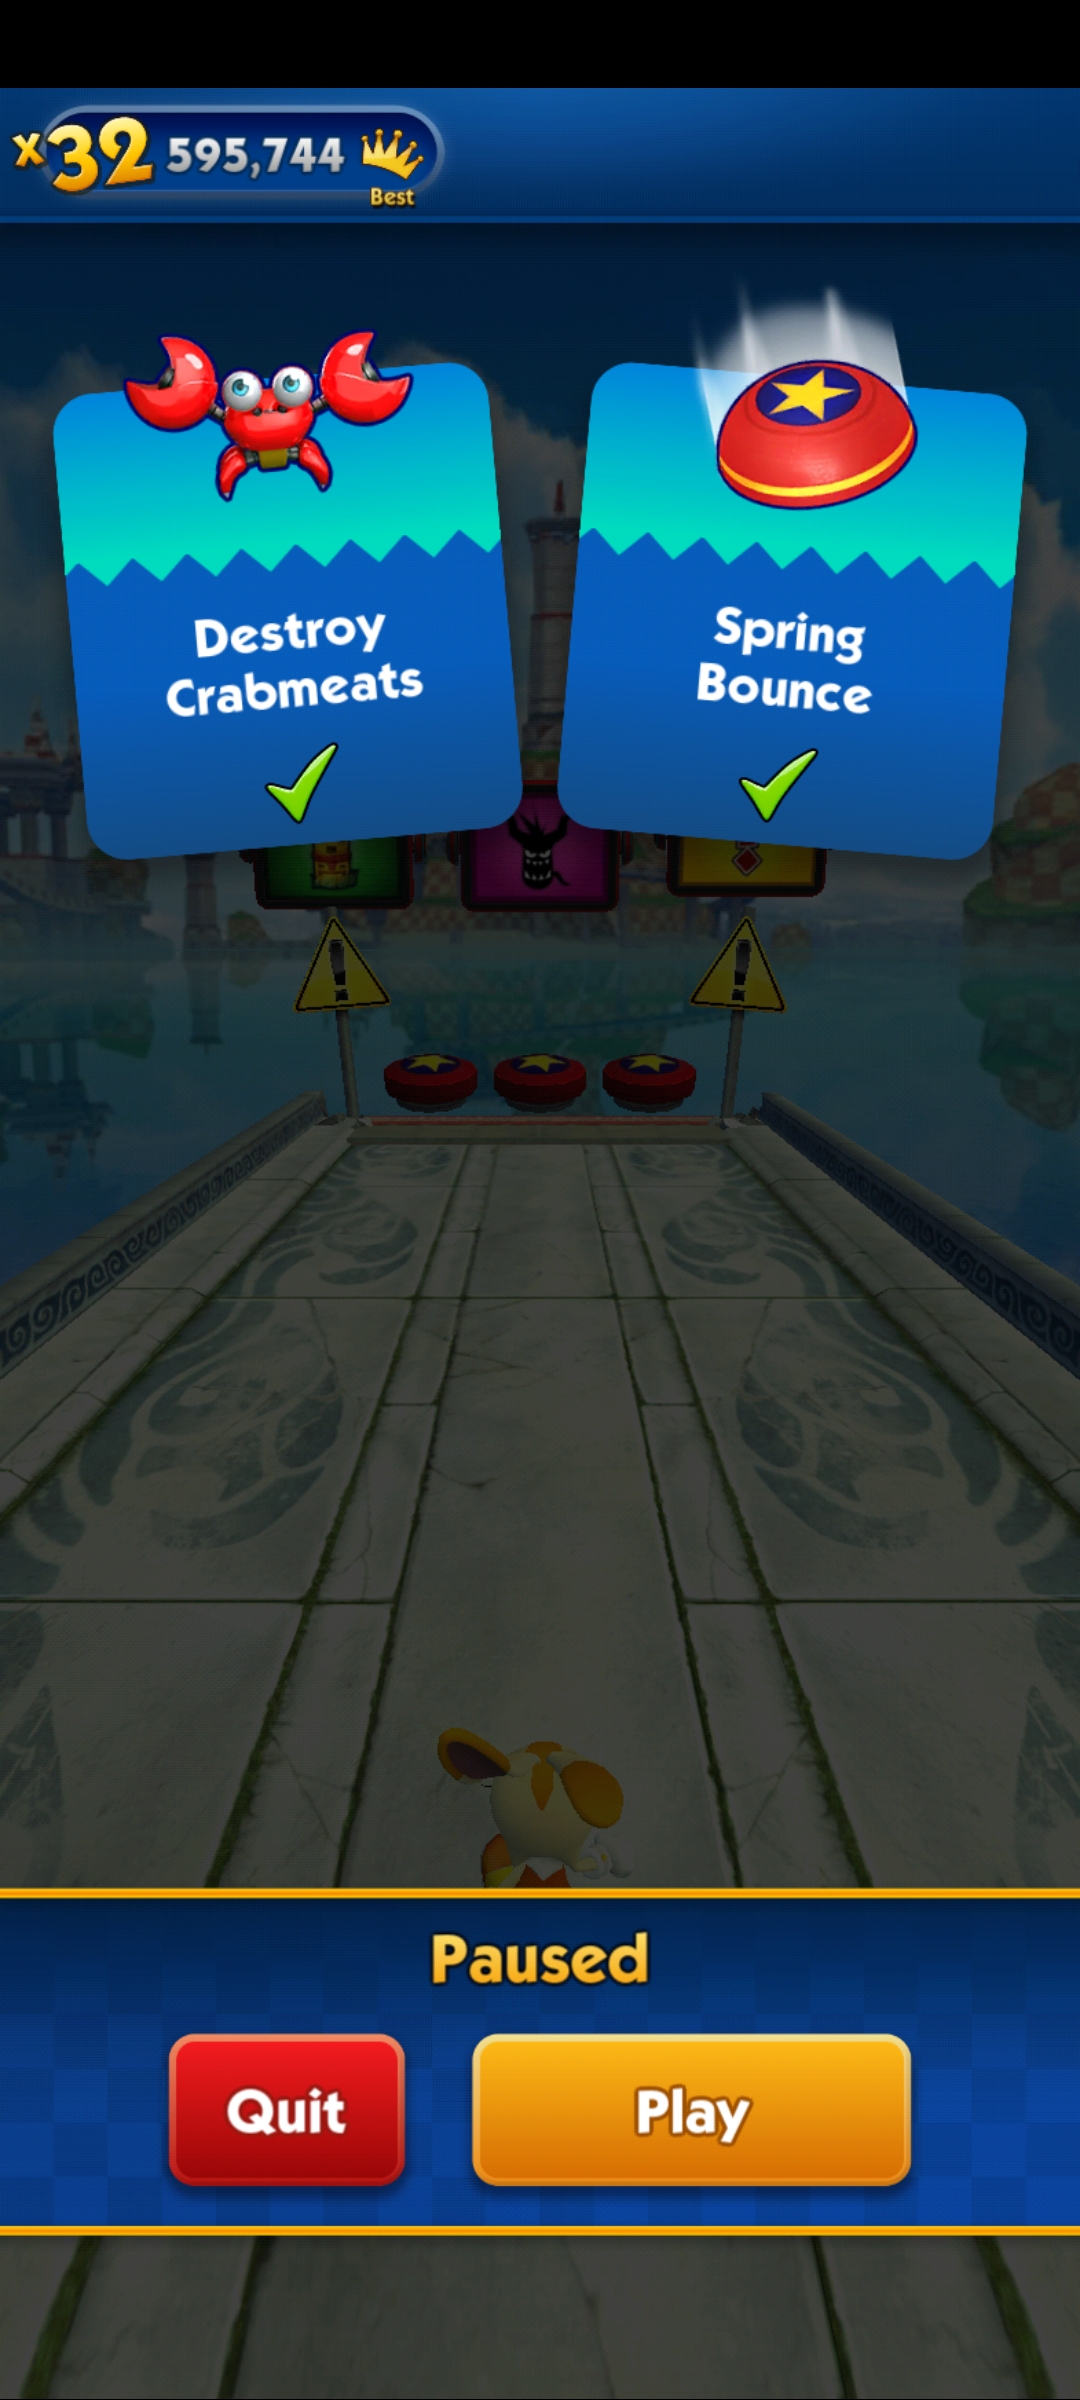 x32 595,744
Best
Destroy
Crabmeats
Spring
Bounce
Paused
Quit
Play